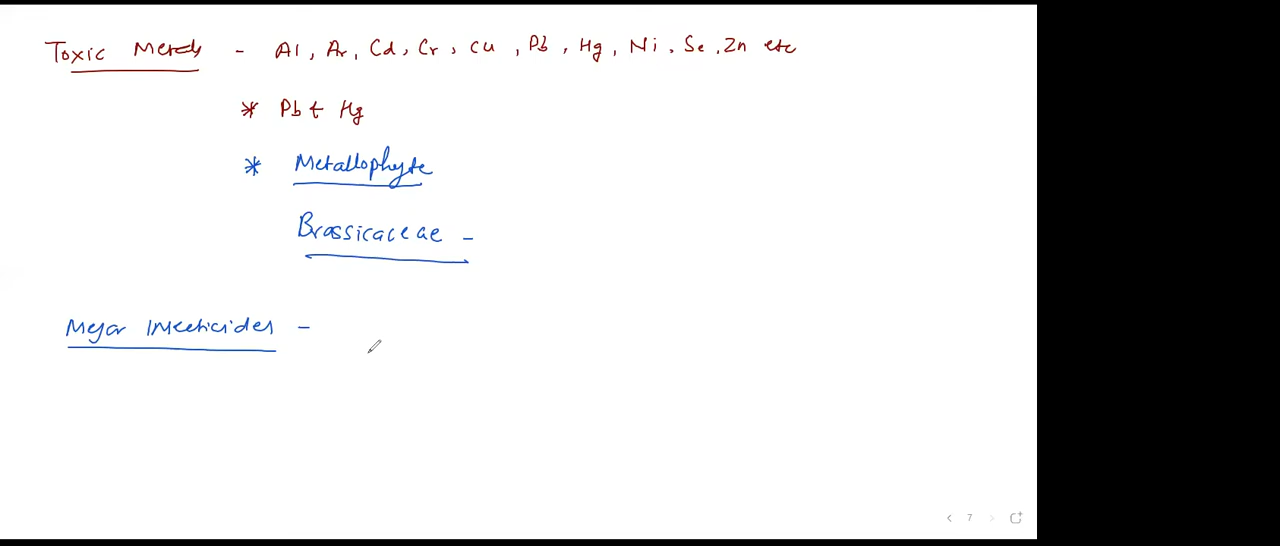 Toxic Metals - Al, Ar, Cd, Cr, Cu, Pb, Hg, Ni, Se, Zn etc
* Pb + Hg
* Metallophyte
Brassicaceae -
Major Insecticides -
7